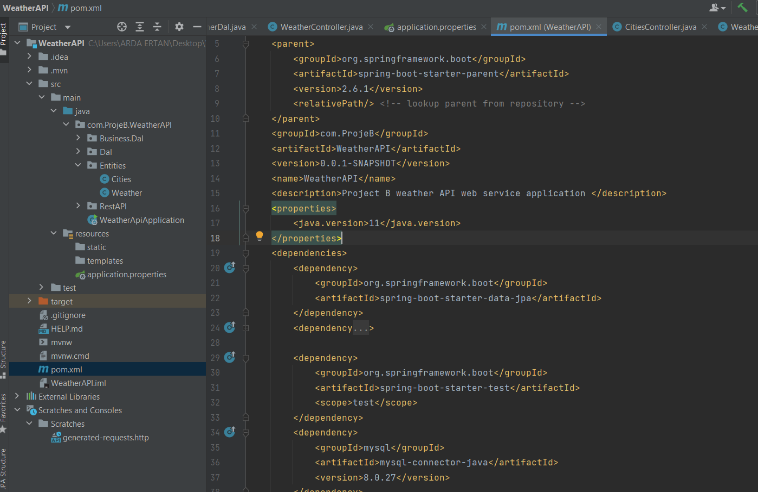 WeatherAPI pom.xml
Project
WeatherAPI C:\Users\ARDA ERTAN\Desktop\
.idea
.mvn
src
main
java
com.ProjeB.WeatherAPI
Business.Dal
Dal
Entities
Cities
Weather
RestAPI
WeatherApiApplication
resources
static
templates
application.properties
test
target
.gitignore
HELP.md
mvnw
mvnw.cmd
pom.xml
WeatherAPI.iml
External Libraries
Scratches and Consoles
Scratches
generated-requests.http
Project
Structure
Favorites
Structure
erDal.java WeatherController.java application.properties pom.xml (WeatherAPI) CitiesController.java Weathe
5 <parent>
6 <groupId>org.springframework.boot</groupId>
7 <artifactId>spring-boot-starter-parent</artifactId>
8 <version>2.6.1</version>
9 <relativePath/> <!-- lookup parent from repository -->
10 </parent>
11 <groupId>com.ProjeB</groupId>
12 <artifactId>WeatherAPI</artifactId>
13 <version>0.0.1-SNAPSHOT</version>
14 <name>WeatherAPI</name>
15 <description>Project B weather API web service application </description>
16 <properties>
17 <java.version>11</java.version>
18 </properties>
19 <dependencies>
20 <dependency>
21 <groupId>org.springframework.boot</groupId>
22 <artifactId>spring-boot-starter-data-jpa</artifactId>
23 </dependency>
24 <dependency...>
28
29 <dependency>
30 <groupId>org.springframework.boot</groupId>
31 <artifactId>spring-boot-starter-test</artifactId>
32 <scope>test</scope>
33 </dependency>
34 <dependency>
35 <groupId>mysql</groupId>
36 <artifactId>mysql-connector-java</artifactId>
37 <version>8.0.27</version>
</dependency>